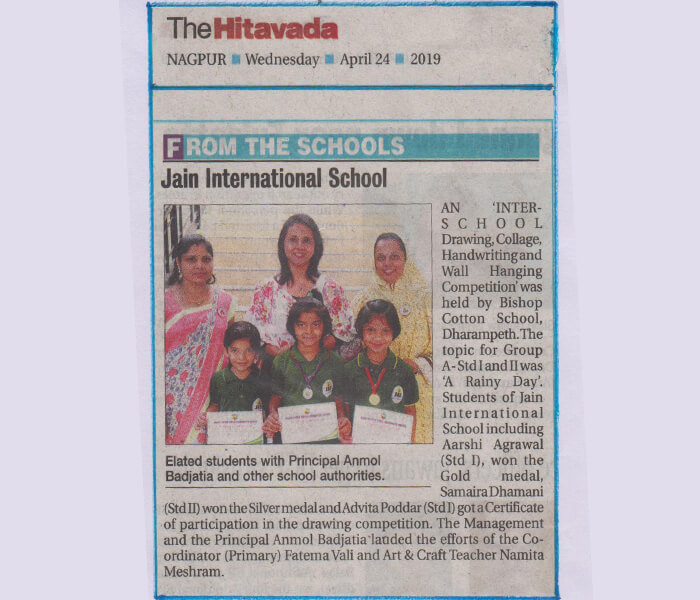 TheHitavada
NAGPUR ■ Wednesday ■ April 24 ■ 2019
FROM THE SCHOOLS
Jain International School
AN 'INTER-
SCHOOL
Drawing, Collage,
Handwriting and
Wall Hanging
Competition' was
held by Bishop
Cotton School,
Dharampeth. The
topic for Group
A- Std I and II was
'A Rainy Day'.
Students of Jain
International
School including
Aarshi Agrawal
(Std I), won the
Gold medal,
Samaira Dhamani
(Std II) won the Silver medal and Advita Poddar (Std I) got a Certificate
of participation in the drawing competition. The Management
and the Principal Anmol Badjatia lauded the efforts of the Co-
ordinator (Primary) Fatema Vali and Art & Craft Teacher Namita
Meshram.
Elated students with Principal Anmol
Badjatia and other school authorities.